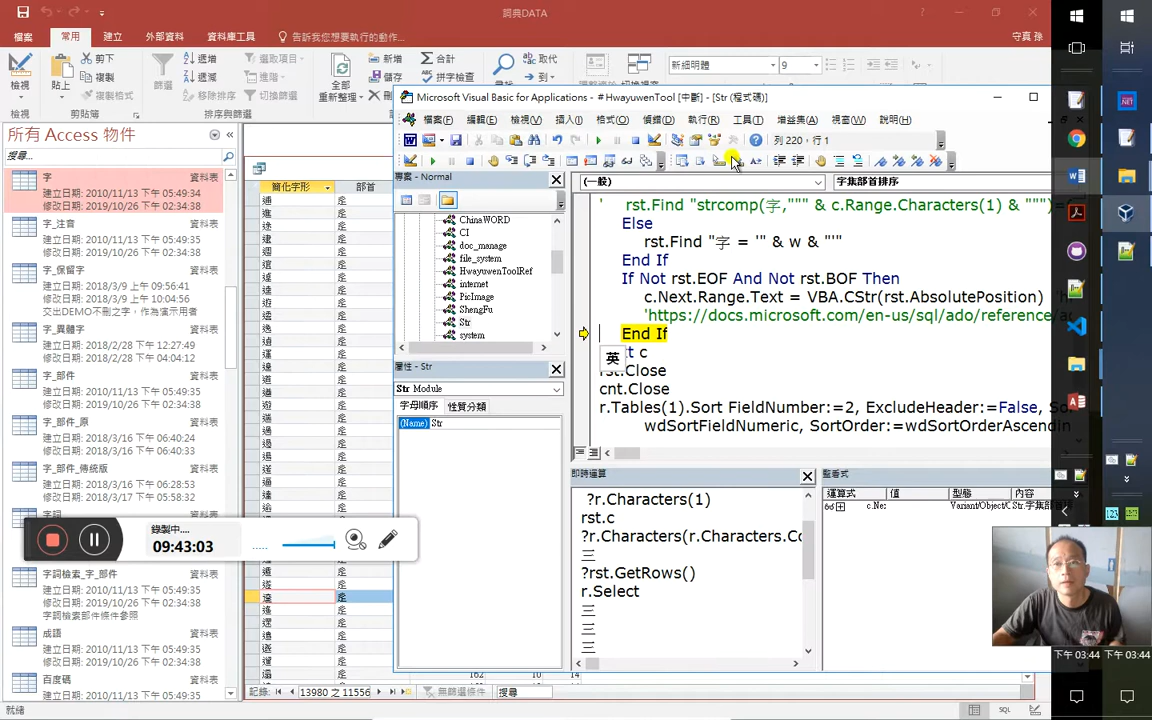 詞典DATA
守真 孫
檔案
常用
建立
外部資料
資料庫工具
告訴我您想要執行的動作...
檢視
貼上
剪下
複製
複製格式
篩選
遞增
遞減
移除排序
選取項目
進階
切換篩選
全部
重新整理
新增
儲存
刪
合計
拼字檢查
取代
到
新細明體
9
檢視
剪貼簿
排序與篩選
所有 Access 物件
搜尋...
字
資料表
建立日期: 2010/11/13 下午 05:49:34
修改日期: 2019/10/26 下午 02:34:38
字_注音
資料表
建立日期: 2010/11/13 下午 05:49:35
修改日期: 2019/10/26 下午 02:34:38
字_保留字
資料表
建立日期: 2018/3/9 上午 09:56:41
修改日期: 2018/3/9 上午 10:04:56
交出DEMO不刪之字，作為演示用者
字_異體字
資料表
建立日期: 2018/2/28 下午 12:27:49
修改日期: 2018/2/28 下午 04:04:12
字_部件
資料表
建立日期: 2010/11/13 下午 05:49:35
修改日期: 2019/10/26 下午 02:34:38
字_部件_原
資料表
建立日期: 2018/3/16 下午 06:40:24
修改日期: 2018/3/16 下午 06:40:33
字_部件_傳統版
資料表
建立日期: 2018/3/16 下午 06:28:53
修改日期: 2018/3/17 下午 05:58:32
字詞
資料表
錄製中....
09:43:03
字詞檢索_字_部件
資料表
建立日期: 2010/11/13 下午 05:49:35
修改日期: 2019/10/26 下午 02:34:38
字詞檢索部件條件參照
成語
資料表
建立日期: 2010/11/13 下午 05:49:35
修改日期: 2019/10/26 下午 02:34:38
百度碼
資料表
就緒
簡化字形
部首
記錄:
13980 之 11556
無篩選條件
搜尋
162
10
14
Microsoft Visual Basic for Applications - # HwayuwenTool [中斷] - [Str (程式碼)]
檔案(F)
編輯(E)
檢視(V)
插入(I)
格式(O)
偵錯(D)
執行(R)
工具(T)
增益集(A)
視窗(W)
說明(H)
列 220，行 1
專案 - Normal
ChinaWORD
CI
doc_manage
file_system
HwayuwenToolRef
internet
PicImage
ShengFu
Str
system
屬性 - Str
Str Module
字母順序
性質分類
(Name) Str
(一般)
字集部首排序
' rst.Find "strcomp(字,""" & c.Range.Characters(1) & """)=
Else
rst.Find "字 = '" & w & "'"
End If
If Not rst.EOF And Not rst.BOF Then
c.Next.Range.Text = VBA.CStr(rst.AbsolutePosition)
'https://docs.microsoft.com/en-us/sql/ado/reference/a
End If
英
t c
rst.Close
cnt.Close
r.Tables(1).Sort FieldNumber:=2, ExcludeHeader:=False, So
wdSortFieldNumeric, SortOrder:=wdSortOrderAscendin
即時運算
?r.Characters(1)
rst.c
?r.Characters(r.Characters.Co
三
?rst.GetRows()
r.Select
三
三
三
監看式
運算式
值
型態
內容
c.Ne:
Variant/Object/C
Str.字集部首排
下午 03:44
下午 03:44
SQL